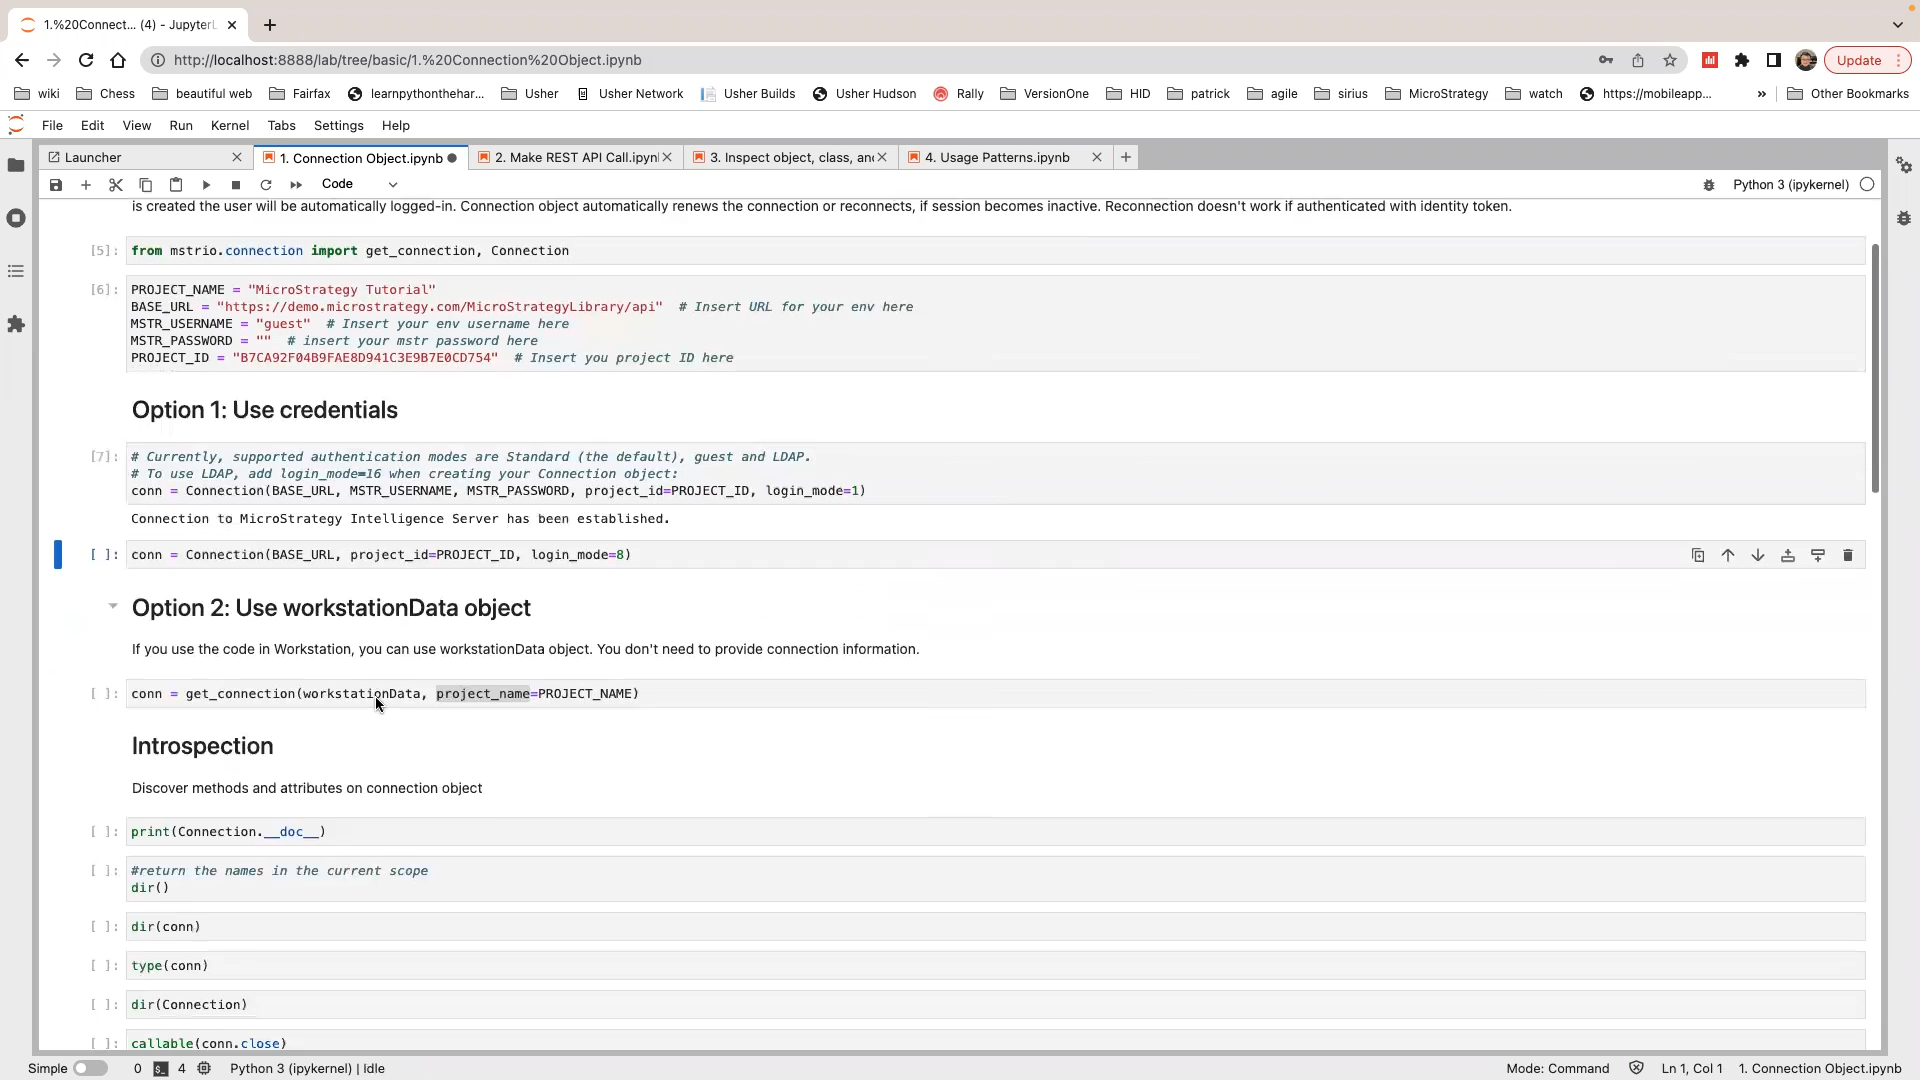 1.%20Connect... (4) - JupyterL
http://localhost:8888/lab/tree/basic/1.%20Connection%20Object.ipynb
Update
wiki
Chess
beautiful web
Fairfax
learnpythonthehar...
Usher
Usher Network
Usher Builds
Usher Hudson
Rally
VersionOne
HID
patrick
agile
sirius
MicroStrategy
watch
https://mobileapp...
»
Other Bookmarks
File Edit View Run Kernel Tabs Settings Help
Launcher
1. Connection Object.ipynb
2. Make REST API Call.ipynl
3. Inspect object, class, anc
4. Usage Patterns.ipynb
Code
Python 3 (ipykernel)
is created the user will be automatically logged-in. Connection object automatically renews the connection or reconnects, if session becomes inactive. Reconnection doesn't work if authenticated with identity token.
[5]: from mstrio.connection import get_connection, Connection
[6]: PROJECT_NAME = "MicroStrategy Tutorial"
BASE_URL = "https://demo.microstrategy.com/MicroStrategyLibrary/api"  # Insert URL for your env here
MSTR_USERNAME = "guest"  # Insert your env username here
MSTR_PASSWORD = ""  # insert your mstr password here
PROJECT_ID = "B7CA92F04B9FAE8D941C3E9B7E0CD754"  # Insert you project ID here
Option 1: Use credentials
[7]: # Currently, supported authentication modes are Standard (the default), guest and LDAP.
# To use LDAP, add login_mode=16 when creating your Connection object:
conn = Connection(BASE_URL, MSTR_USERNAME, MSTR_PASSWORD, project_id=PROJECT_ID, login_mode=1)
Connection to MicroStrategy Intelligence Server has been established.
[ ]: conn = Connection(BASE_URL, project_id=PROJECT_ID, login_mode=8)
Option 2: Use workstationData object
If you use the code in Workstation, you can use workstationData object. You don't need to provide connection information.
[ ]: conn = get_connection(workstationData, project_name=PROJECT_NAME)
Introspection
Discover methods and attributes on connection object
[ ]: print(Connection.__doc__)
[ ]: #return the names in the current scope
dir()
[ ]: dir(conn)
[ ]: type(conn)
[ ]: dir(Connection)
[ ]: callable(conn.close)
Simple 0 4 Python 3 (ipykernel) | Idle Mode: Command Ln 1, Col 1 1. Connection Object.ipynb